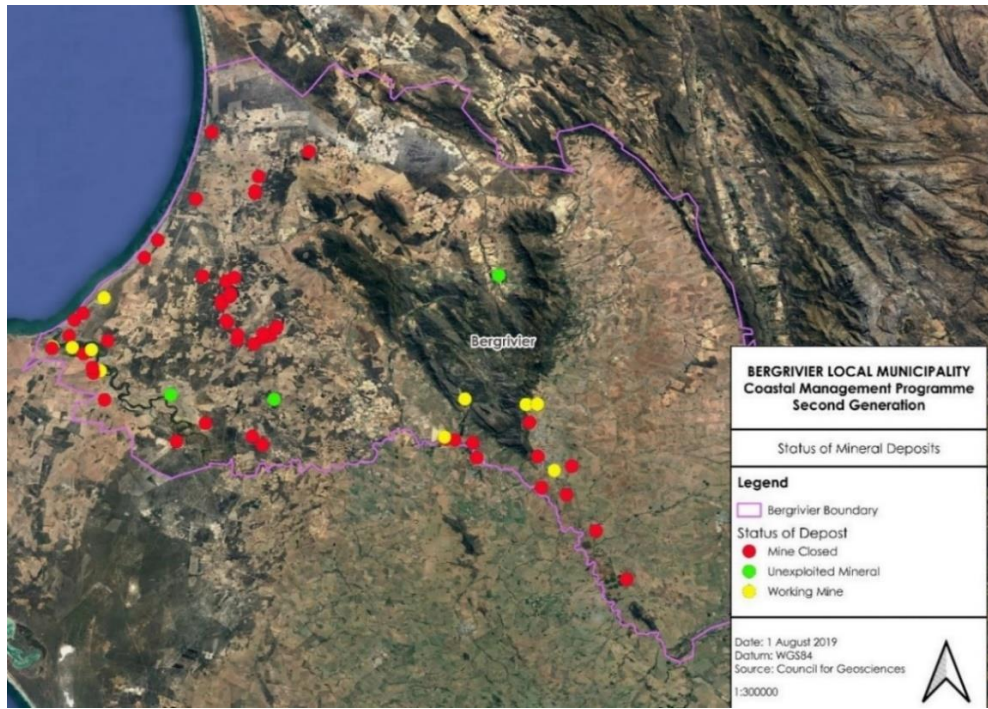 Bergrivier
BERGRIVIER LOCAL MUNICIPALITY
Coastal Management Programme
Second Generation
Status of Mineral Deposits
Legend
Bergrivier Boundary
Status of Depost
Mine Closed
Unexploited Mineral
Working Mine
Date: 1 August 2019
Datum: WGS84
Source: Council for Geosciences
1:300000